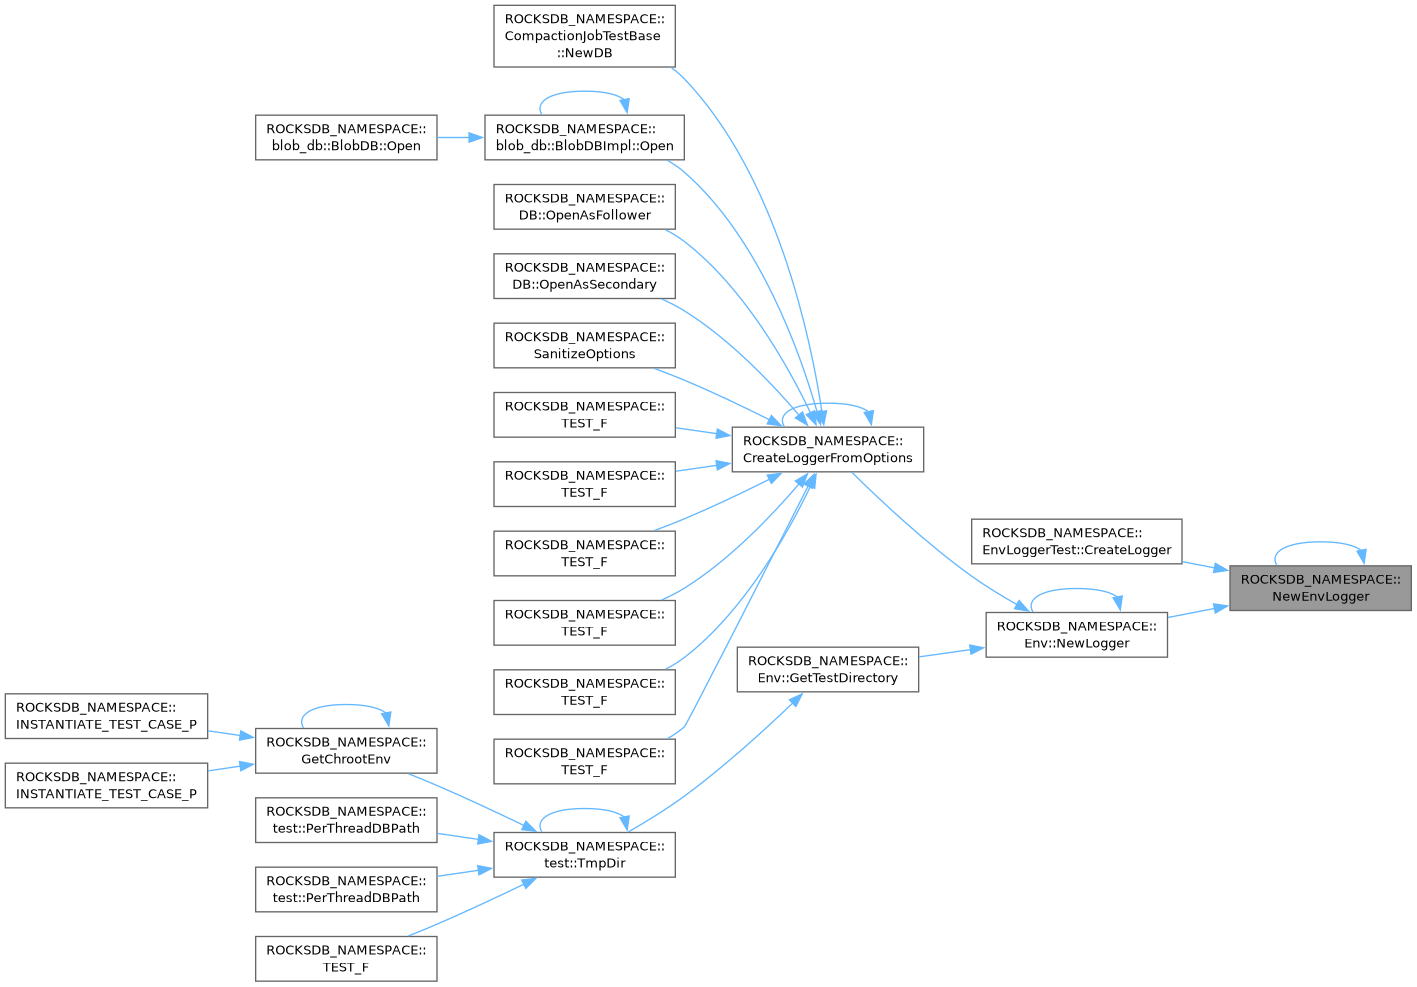 ROCKSDB_NAMESPACE::
CompactionJobTestBase
::NewDB
ROCKSDB_NAMESPACE::
blob_db::BlobDB::Open
ROCKSDB_NAMESPACE::
blob_db::BlobDBImpl::Open
ROCKSDB_NAMESPACE::
DB::OpenAsFollower
ROCKSDB_NAMESPACE::
DB::OpenAsSecondary
ROCKSDB_NAMESPACE::
SanitizeOptions
ROCKSDB_NAMESPACE::
TEST_F
ROCKSDB_NAMESPACE::
CreateLoggerFromOptions
ROCKSDB_NAMESPACE::
TEST_F
ROCKSDB_NAMESPACE::
TEST_F
ROCKSDB_NAMESPACE::
EnvLoggerTest::CreateLogger
ROCKSDB_NAMESPACE::
NewEnvLogger
ROCKSDB_NAMESPACE::
TEST_F
ROCKSDB_NAMESPACE::
Env::NewLogger
ROCKSDB_NAMESPACE::
Env::GetTestDirectory
ROCKSDB_NAMESPACE::
TEST_F
ROCKSDB_NAMESPACE::
INSTANTIATE_TEST_CASE_P
ROCKSDB_NAMESPACE::
GetChrootEnv
ROCKSDB_NAMESPACE::
TEST_F
ROCKSDB_NAMESPACE::
INSTANTIATE_TEST_CASE_P
ROCKSDB_NAMESPACE::
test::PerThreadDBPath
ROCKSDB_NAMESPACE::
test::TmpDir
ROCKSDB_NAMESPACE::
test::PerThreadDBPath
ROCKSDB_NAMESPACE::
TEST_F